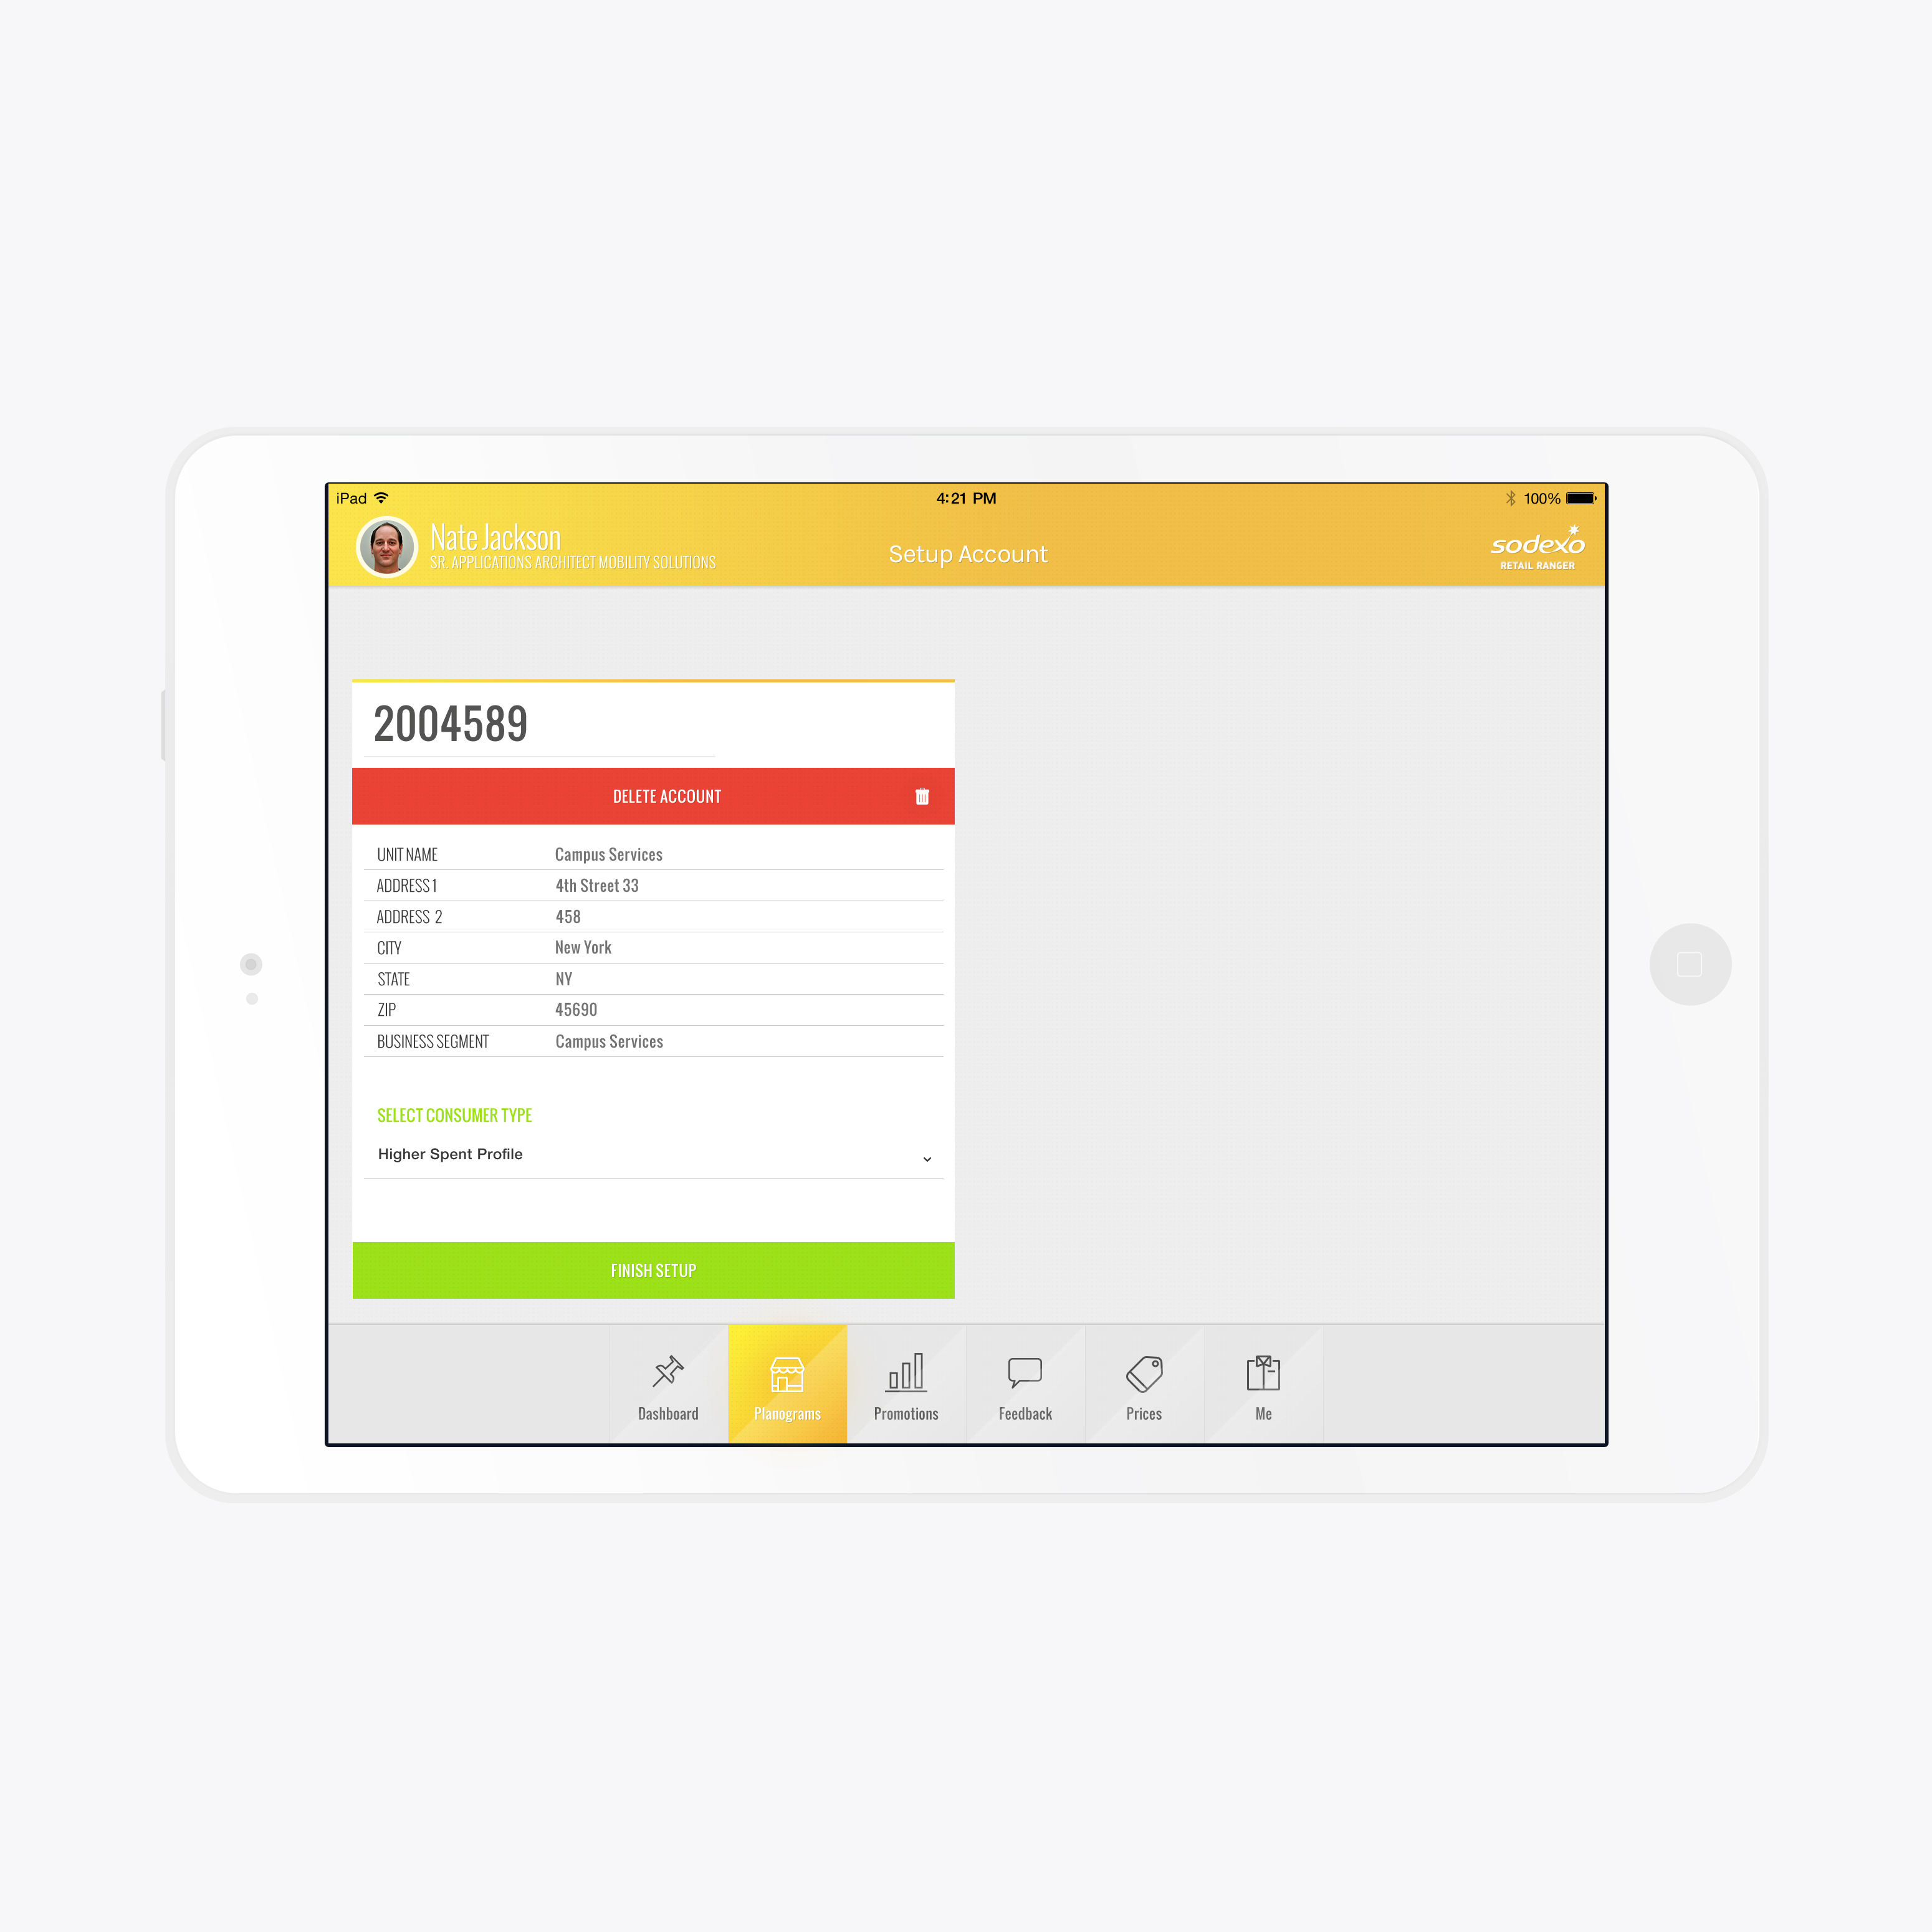 iPad 4:21 PM 100%
Nate Jackson
SR. APPLICATIONS ARCHITECT MOBILITY SOLUTIONS
Setup Account
sodexo
RETAIL RANGER
2004589
DELETE ACCOUNT
UNIT NAME Campus Services
ADDRESS 1 4th Street 33
ADDRESS 2 458
CITY New York
STATE NY
ZIP 45690
BUSINESS SEGMENT Campus Services
SELECT CONSUMER TYPE
Higher Spent Profile
FINISH SETUP
Dashboard Planograms Promotions Feedback Prices Me